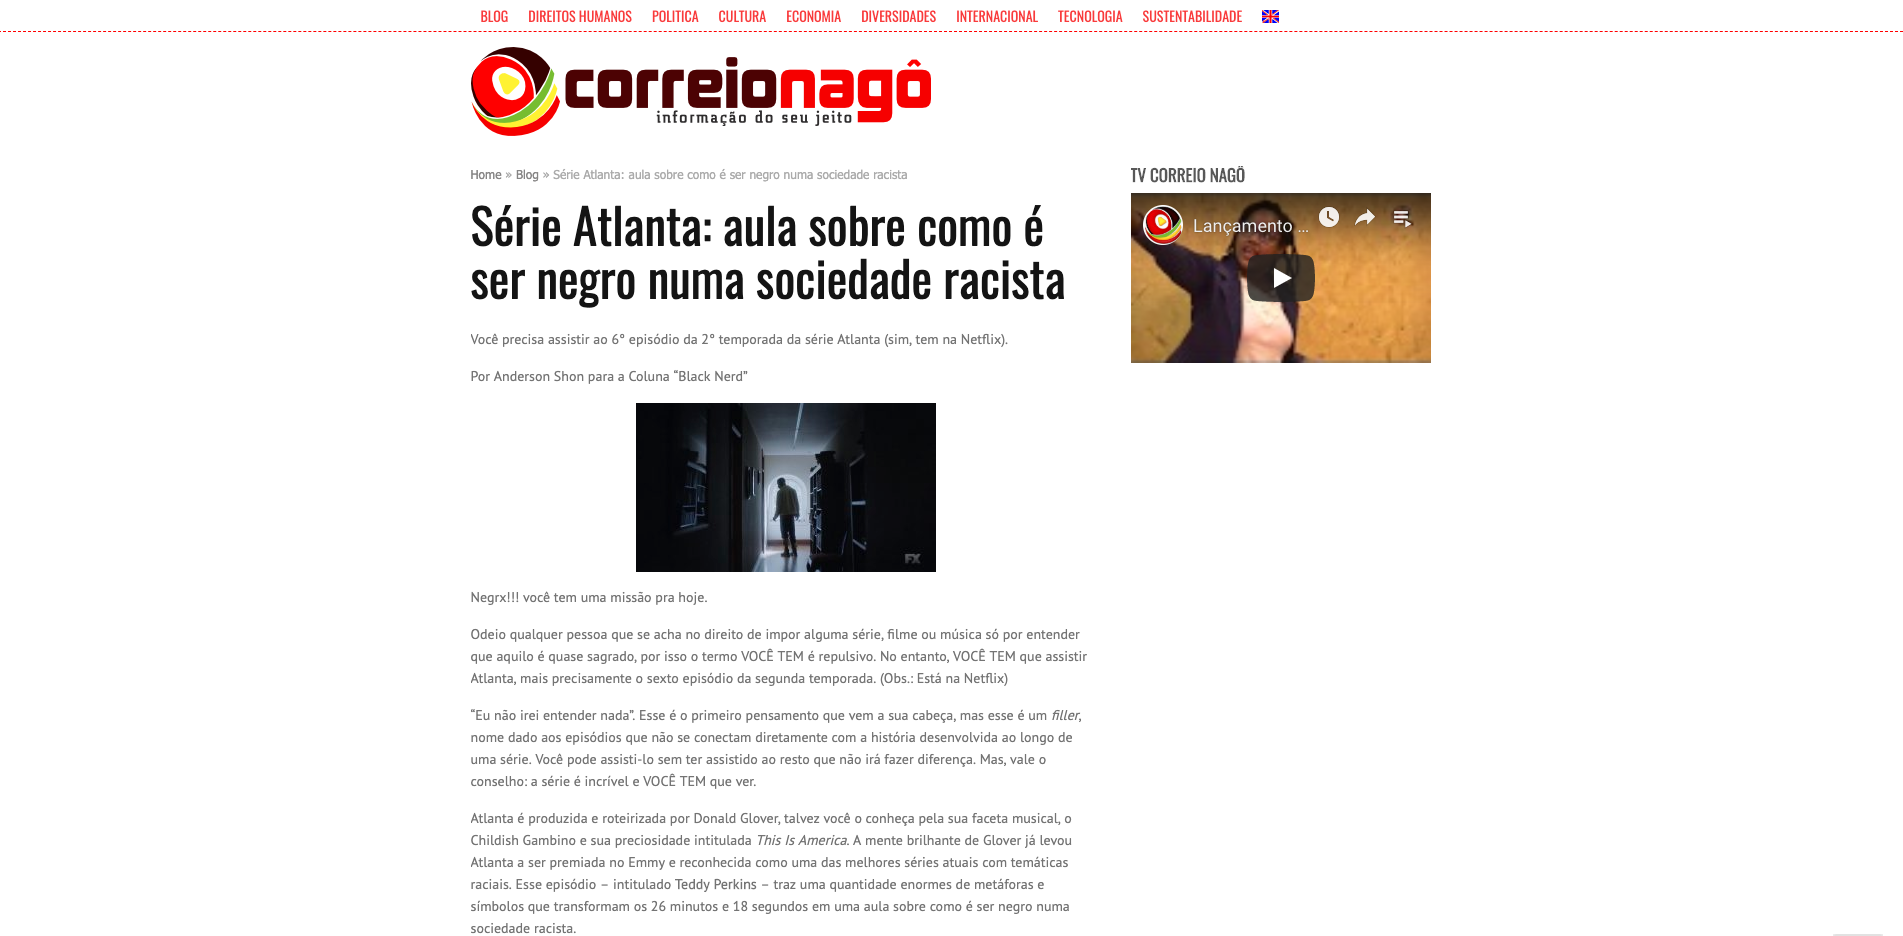 BLOG DIREITOS HUMANOS POLITICA CULTURA ECONOMIA DIVERSIDADES INTERNACIONAL TECNOLOGIA SUSTENTABILIDADE
correionagô
informação do seu jeito
Home » Blog » Série Atlanta: aula sobre como é ser negro numa sociedade racista
Série Atlanta: aula sobre como é
ser negro numa sociedade racista
Você precisa assistir ao 6° episódio da 2° temporada da série Atlanta (sim, tem na Netflix).
Por Anderson Shon para a Coluna “Black Nerd”
FX
Negrx!!! você tem uma missão pra hoje.
Odeio qualquer pessoa que se acha no direito de impor alguma série, filme ou música só por entender
que aquilo é quase sagrado, por isso o termo VOCÊ TEM é repulsivo. No entanto, VOCÊ TEM que assistir
Atlanta, mais precisamente o sexto episódio da segunda temporada. (Obs.: Está na Netflix)
“Eu não irei entender nada”. Esse é o primeiro pensamento que vem a sua cabeça, mas esse é um filler,
nome dado aos episódios que não se conectam diretamente com a história desenvolvida ao longo de
uma série. Você pode assisti-lo sem ter assistido ao resto que não irá fazer diferença. Mas, vale o
conselho: a série é incrível e VOCÊ TEM que ver.
Atlanta é produzida e roteirizada por Donald Glover, talvez você o conheça pela sua faceta musical, o
Childish Gambino e sua preciosidade intitulada This Is America. A mente brilhante de Glover já levou
Atlanta a ser premiada no Emmy e reconhecida como uma das melhores séries atuais com temáticas
raciais. Esse episódio – intitulado Teddy Perkins – traz uma quantidade enormes de metáforas e
símbolos que transformam os 26 minutos e 18 segundos em uma aula sobre como é ser negro numa
sociedade racista.
TV CORREIO NAGÔ
Lançamento ...